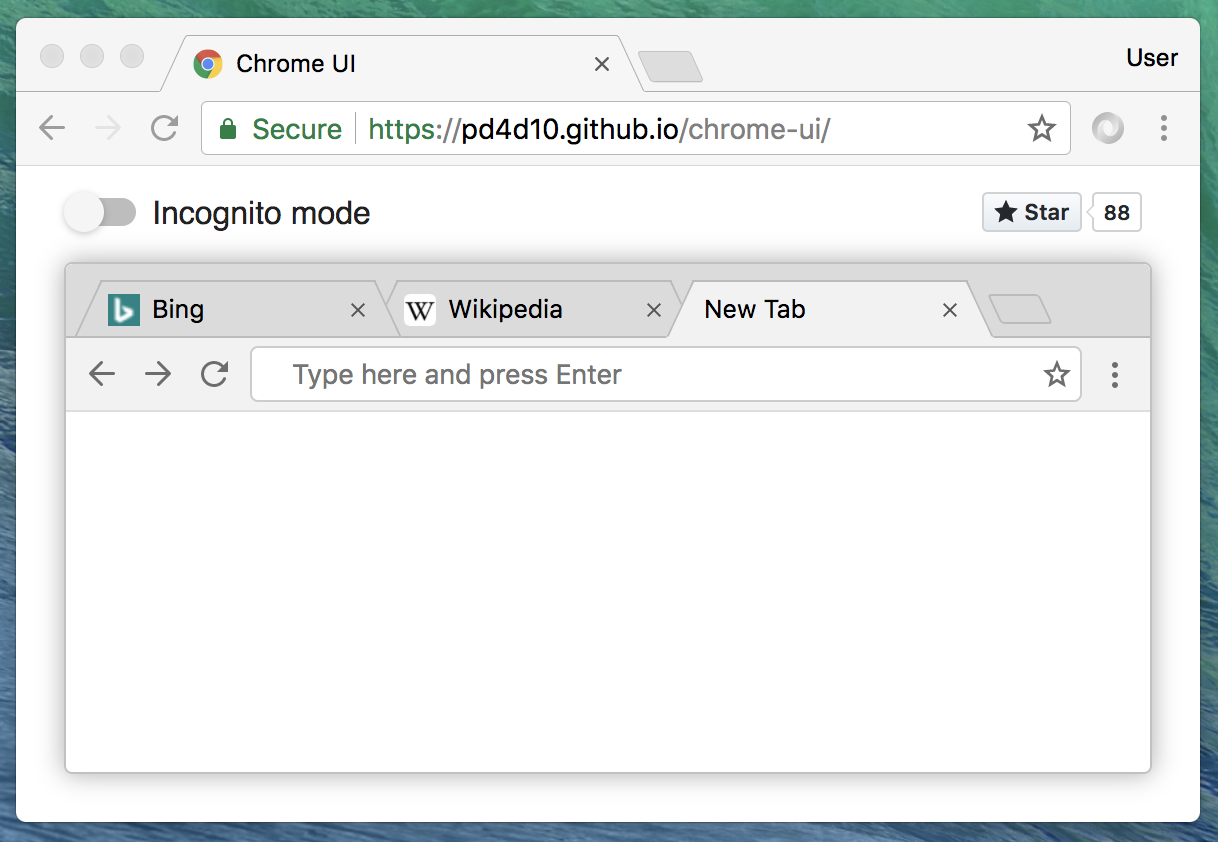 Chrome UI
User
Secure https://pd4d10.github.io/chrome-ui/
Incognito mode
Star 88
Bing Wikipedia New Tab
Type here and press Enter